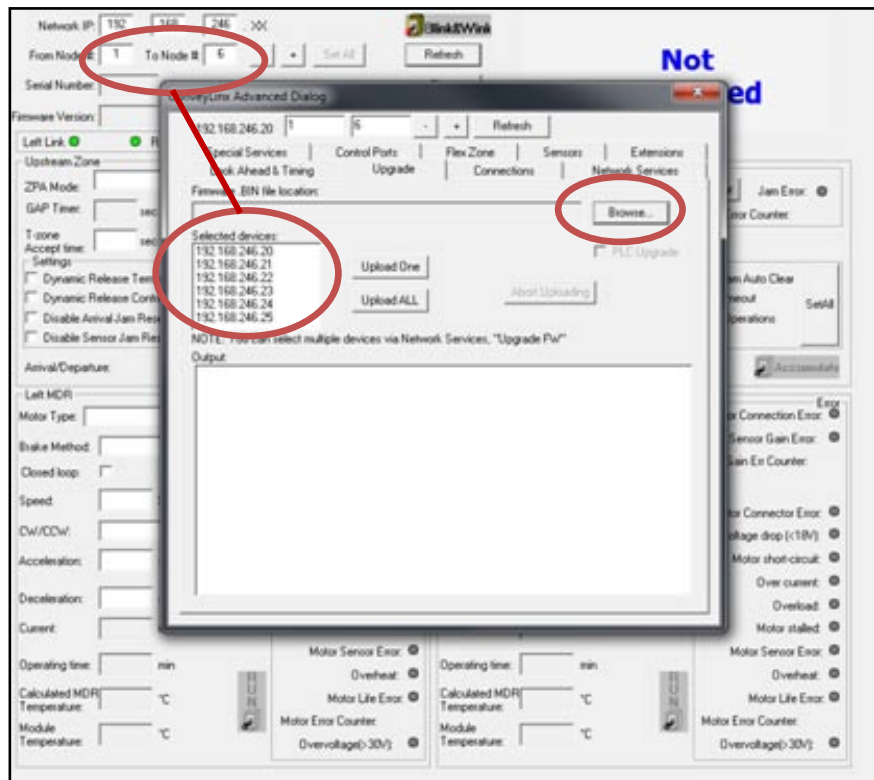 Network IP: 192 168 246 .XX Blink&Wink
From Node #: 1 To Node #: 6 - + Set All Refresh
Not
Serial Number:
ed
Firmware Version:
Left Link
Upstream Zone
ZPA Mode:
GAP Timer: sec
T-zone
Accept time: sec
Settings
Dynamic Release
Dynamic Release
Disable Arrival Jam
Disable Sensor Jam
Arrival/Departure:
Left MDR
Motor Type:
Brake Method:
Closed loop:
Speed:
CW/CCW:
Acceleration:
Deceleration:
Current:
Operating time: min
Calculated MDR
Temperature: °C
Module
Temperature: °C
RUN
Advanced Dialog
192.168.246.20 1 6 - + Refresh
Special Services Control Ports Flex Zone Sensors Extensions
Look Ahead & Timing Upgrade Connections Network Services
Firmware .BIN file location:
Browse...
Selected devices:
PLC Upgrade
192.168.246.20
192.168.246.21
192.168.246.22
192.168.246.23
192.168.246.24
192.168.246.25
Upload One
Upload ALL
Abort Uploading
NOTE: You can select multiple devices via Network Services, "Upgrade FW"
Output:
Jam Error:
Error Counter:
Jam Auto Clear
SetAll
Accumulate
Error
Connection Error:
Sensor Gain Error:
Gain Err Counter:
Connector Error:
Voltage drop (<18V):
Motor short-circuit:
Over current:
Overload:
Motor stalled:
Motor Sensor Error:
Overheat:
Motor Life Error:
Motor Error Counter:
Overvoltage(>30V):
Operating time: min
Calculated MDR
Temperature: °C
Module
Temperature: °C
RUN
Motor Sensor Error:
Overheat:
Motor Life Error:
Motor Error Counter:
Overvoltage(>30V):